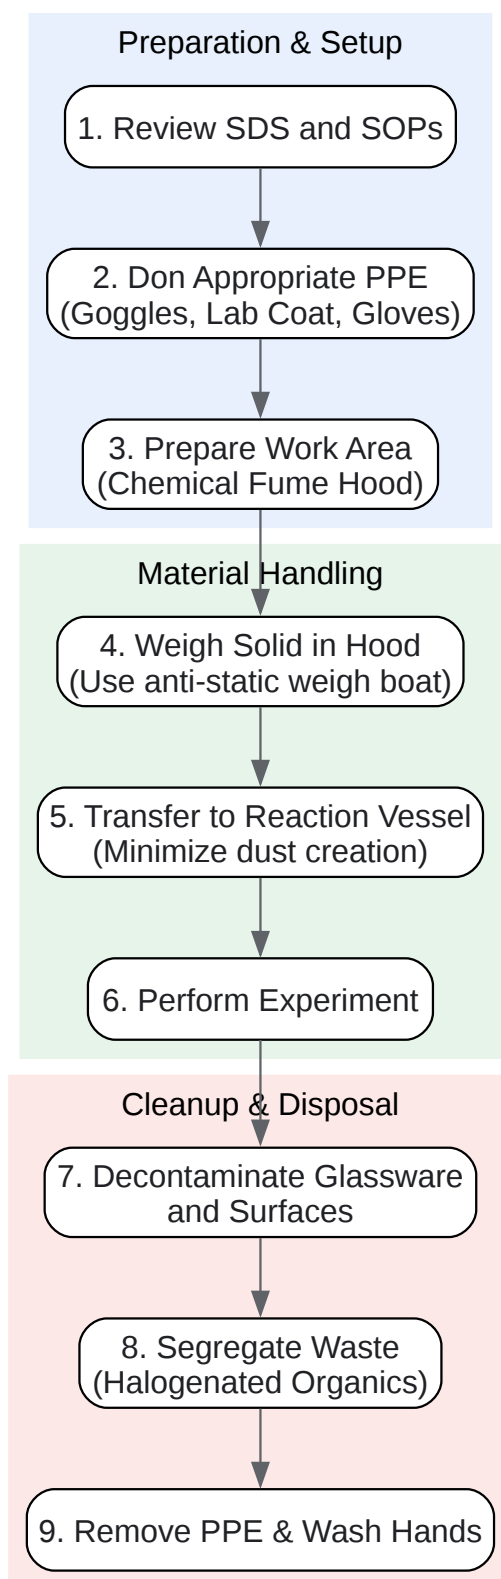 Preparation & Setup
1. Review SDS and SOPs
2. Don Appropriate PPE
(Goggles, Lab Coat, Gloves)
3. Prepare Work Area
(Chemical Fume Hood)
Material Handling
4. Weigh Solid in Hood
(Use anti-static weigh boat)
5. Transfer to Reaction Vessel
(Minimize dust creation)
6. Perform Experiment
Cleanup & Disposal
7. Decontaminate Glassware
and Surfaces
8. Segregate Waste
(Halogenated Organics)
9. Remove PPE & Wash Hands